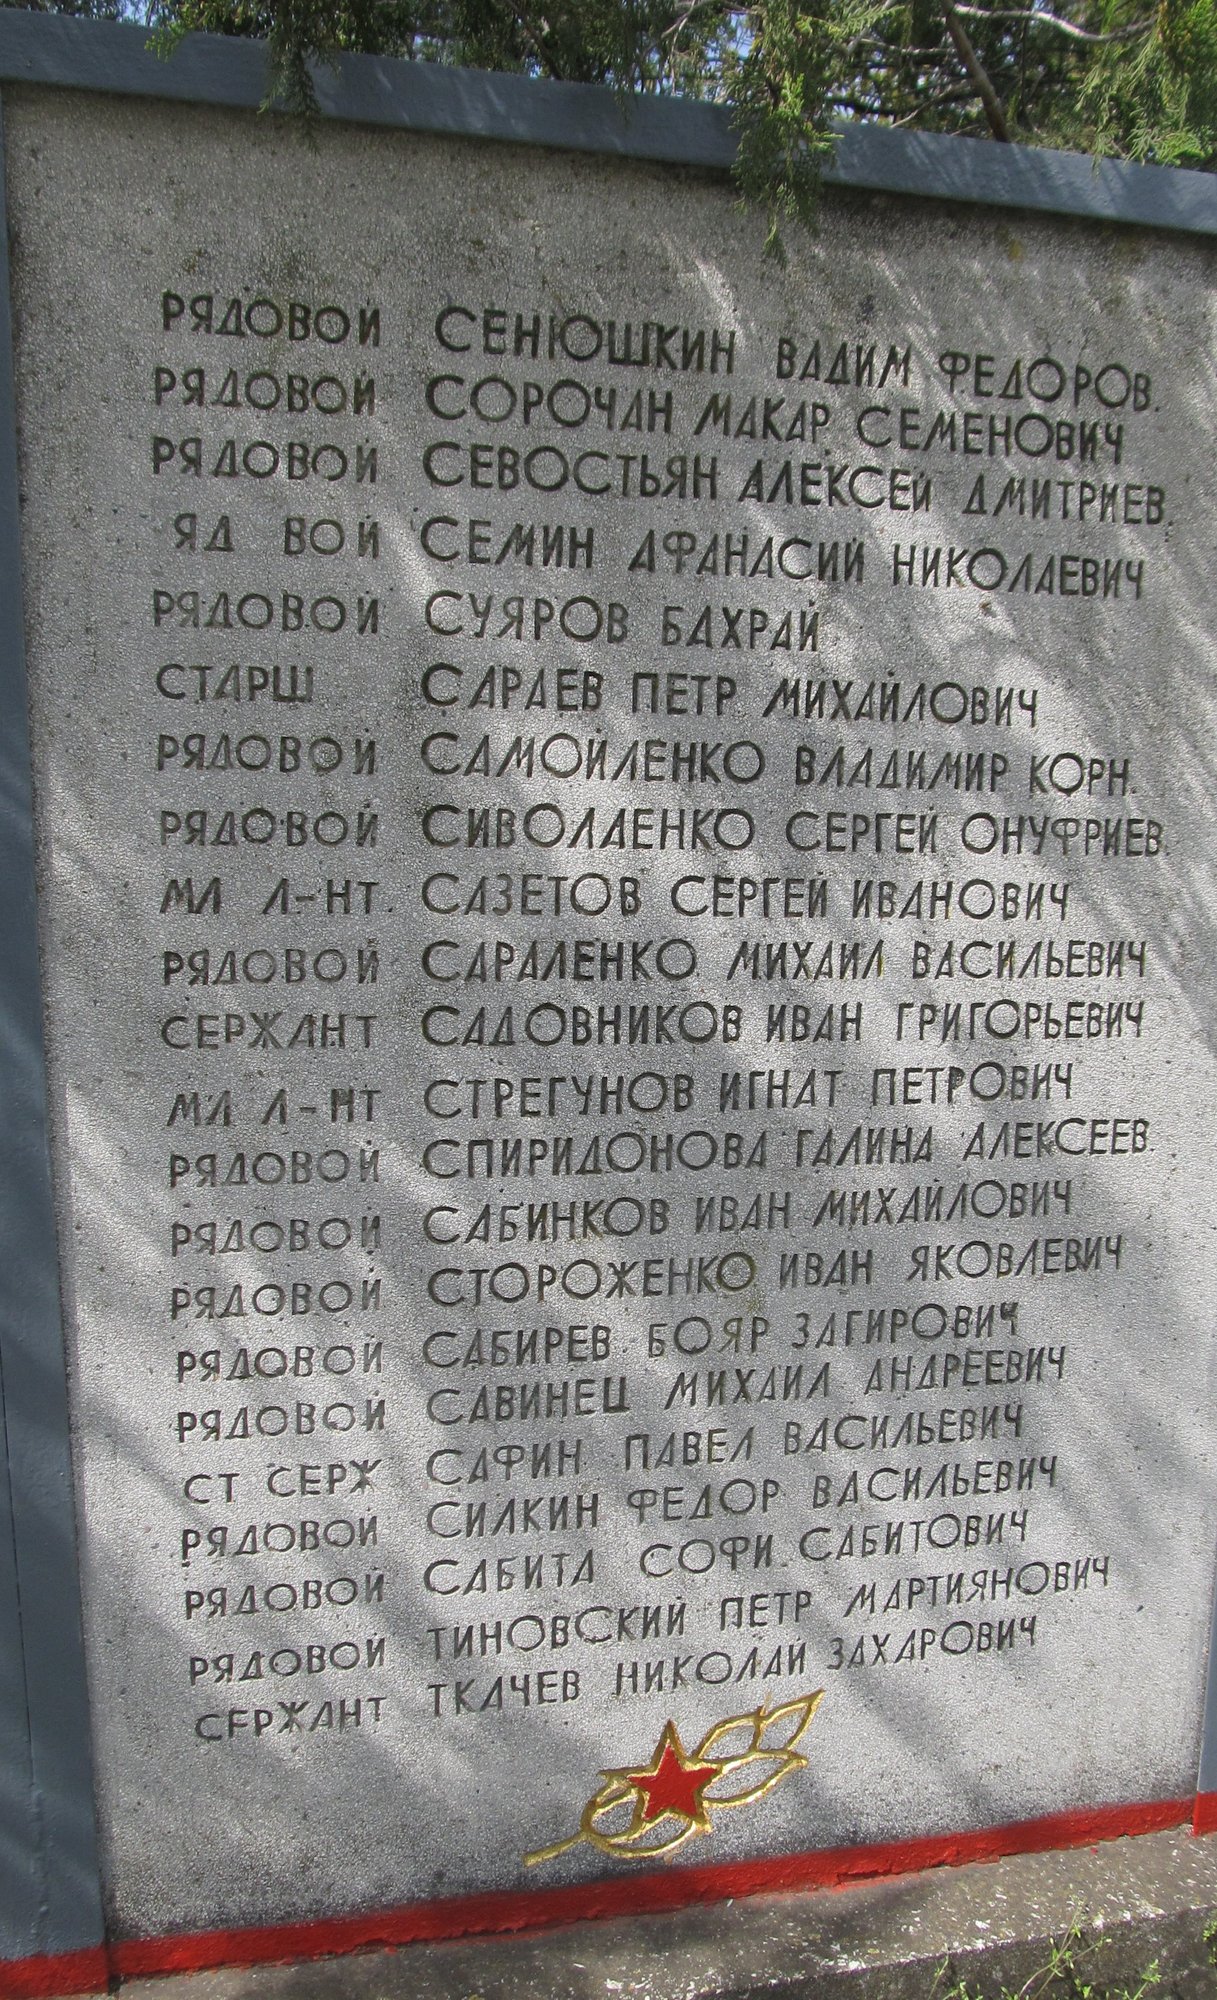 РЯДОВОЙ СЕНЮШКИН ВАДИМ ФЕДОРОВ.
РЯДОВОЙ СОРОЧАН МАКАР СЕМЕНОВИЧ
РЯДОВОЙ СЕВОСТЬЯН АЛЕКСЕЙ ДМИТРИЕВ.
ЯД ВОЙ СЕМИН АФАНАСИЙ НИКОЛАЕВИЧ
РЯДОВОЙ СУЯРОВ БАХРАЙ
СТАРШ САРАЕВ ПЕТР МИХАЙЛОВИЧ
РЯДОВОЙ САМОЙЛЕНКО ВЛАДИМИР КОРН.
РЯДОВОЙ СИВОЛАЕНКО СЕРГЕЙ ОНУФРИЕВ.
МЛ Л-НТ. САЗЕТОВ СЕРГЕЙ ИВАНОВИЧ
РЯДОВОЙ САРАЛЕНКО МИХАИЛ ВАСИЛЬЕВИЧ
СЕРЖАНТ САДОВНИКОВ ИВАН ГРИГОРЬЕВИЧ
МЛ Л-НТ СТРЕГУНОВ ИГНАТ ПЕТРОВИЧ
РЯДОВОЙ СПИРИДОНОВА ГАЛИНА АЛЕКСЕЕВ.
РЯДОВОЙ САБИНКОВ ИВАН МИХАЙЛОВИЧ
РЯДОВОЙ СТОРОЖЕНКО ИВАН ЯКОВЛЕВИЧ
РЯДОВОЙ САБИРЕВ БОЯР ЗАГИРОВИЧ
РЯДОВОЙ САВИНЕЦ МИХАИЛ АНДРЕЕВИЧ
СТ СЕРЖ САФИН ПАВЕЛ ВАСИЛЬЕВИЧ
РЯДОВОЙ СИЛКИН ФЕДОР ВАСИЛЬЕВИЧ
РЯДОВОЙ САБИТА СОФИ САБИТОВИЧ
РЯДОВОЙ ТИНОВСКИЙ ПЕТР МАРТИЯНОВИЧ
СЕРЖАНТ ТКАЧЕВ НИКОЛАЙ ЗАХАРОВИЧ